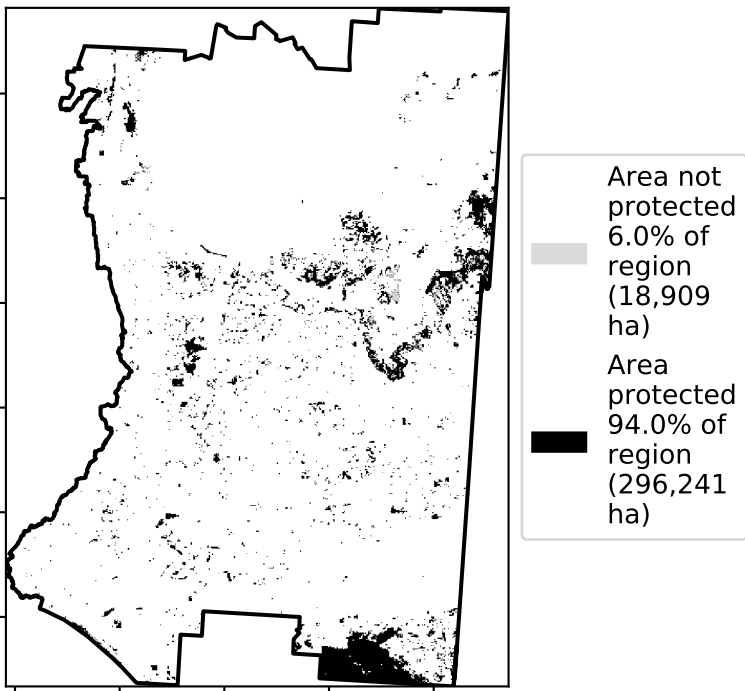 Area not
protected
6.0% of
region
(18,909
ha)
Area
protected
94.0% of
region
(296,241
ha)